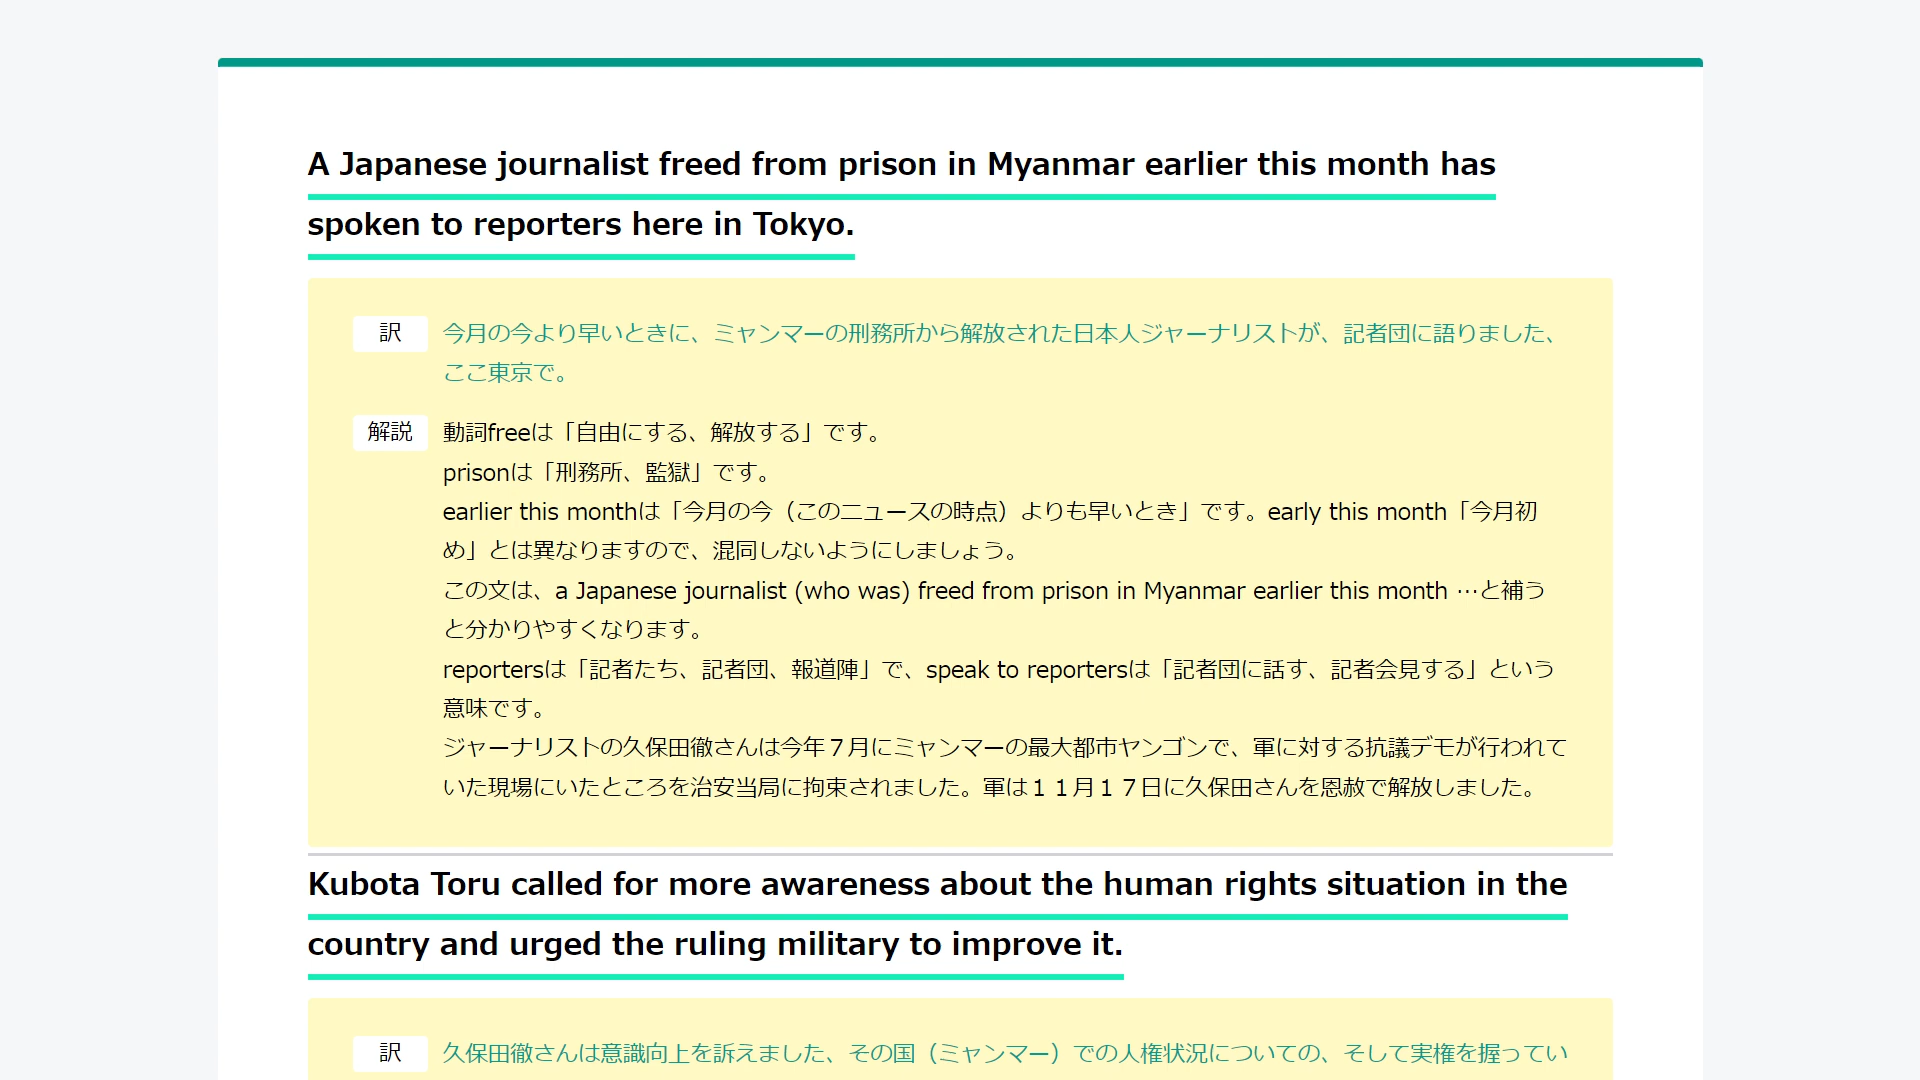 A Japanese journalist freed from prison in Myanmar earlier this month has
spoken to reporters here in Tokyo.
訳
今月の今より早いときに、ミャンマーの刑務所から解放された日本人ジャーナリストが、記者団に語りました、
ここ東京で。
解説
動詞freeは「自由にする、解放する」です。
prisonは「刑務所、監獄」です。
earlier this monthは「今月の今（このニュースの時点）よりも早いとき」です。early this month「今月初
め」とは異なりますので、混同しないようにしましょう。
この文は、a Japanese journalist (who was) freed from prison in Myanmar earlier this month …と補う
と分かりやすくなります。
reportersは「記者たち、記者団、報道陣」で、speak to reportersは「記者団に話す、記者会見する」という
意味です。
ジャーナリストの久保田徹さんは今年７月にミャンマーの最大都市ヤンゴンで、軍に対する抗議デモが行われて
いた現場にいたところを治安当局に拘束されました。軍は１１月１７日に久保田さんを恩赦で解放しました。
Kubota Toru called for more awareness about the human rights situation in the
country and urged the ruling military to improve it.
訳
久保田徹さんは意識向上を訴えました、その国（ミャンマー）での人権状況についての、そして実権を握ってい